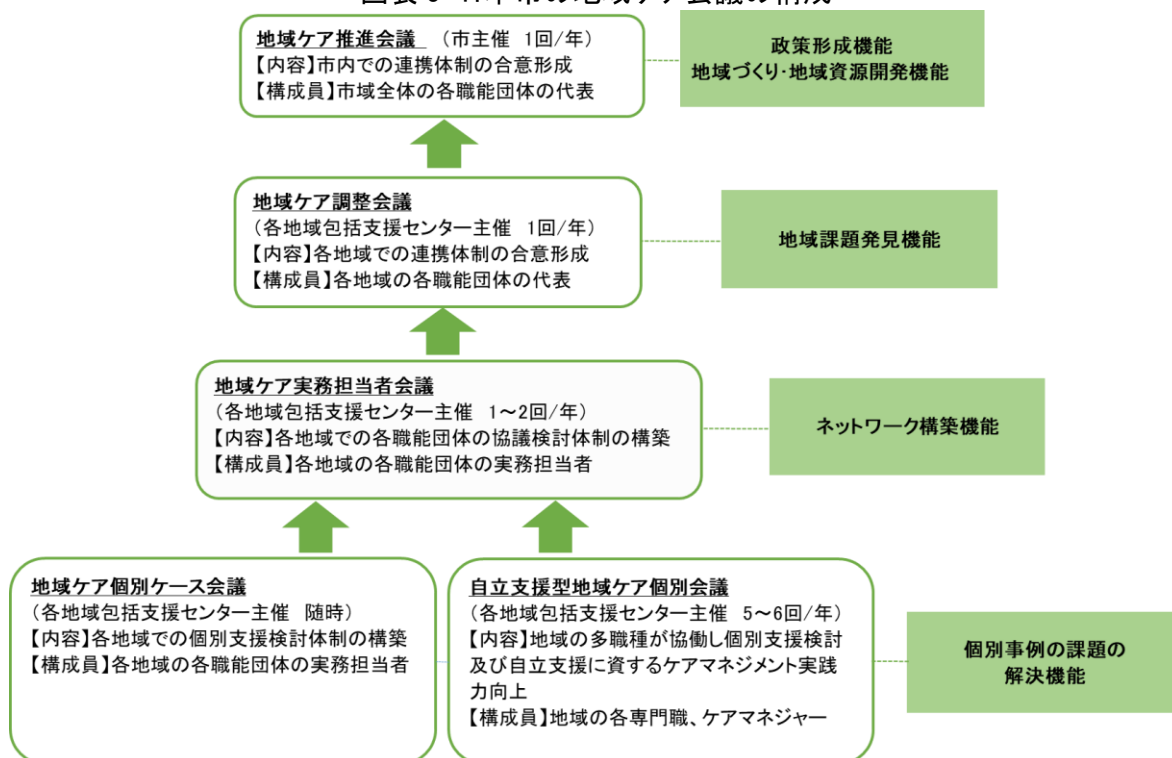 地域ケア推進会議 （市主催 1回/年）
【内容】市内での連携体制の合意形成
【構成員】市域全体の各職能団体の代表
政策形成機能
地域づくり・地域資源開発機能
地域ケア調整会議
（各地域包括支援センター主催 1回/年）
【内容】各地域での連携体制の合意形成
【構成員】各地域の各職能団体の代表
地域課題発見機能
地域ケア実務担当者会議
（各地域包括支援センター主催 1～2回/年）
【内容】各地域での各職能団体の協議検討体制の構築
【構成員】各地域の各職能団体の実務担当者
ネットワーク構築機能
地域ケア個別ケース会議
（各地域包括支援センター主催 随時）
【内容】各地域での個別支援検討体制の構築
【構成員】各地域の各職能団体の実務担当者
自立支援型地域ケア個別会議
（各地域包括支援センター主催 5～6回/年）
【内容】地域の多職種が協働し個別支援検討
及び自立支援に資するケアマネジメント実践
力向上
【構成員】地域の各専門職、ケアマネジャー
個別事例の課題の
解決機能